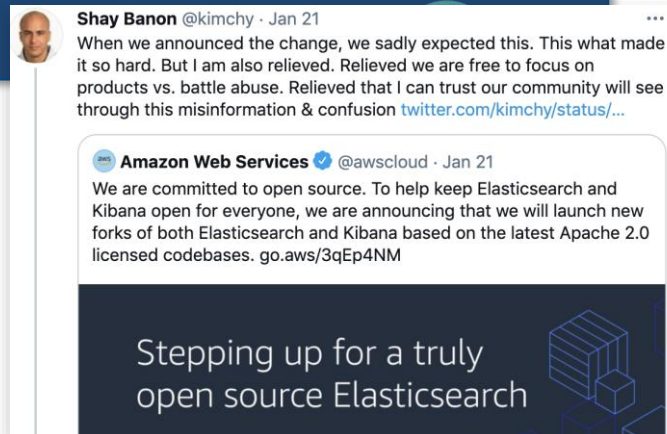 Shay Banon @kimchy · Jan 21
When we announced the change, we sadly expected this. This what made
it so hard. But I am also relieved. Relieved we are free to focus on
products vs. battle abuse. Relieved that I can trust our community will see
through this misinformation & confusion twitter.com/kimchy/status/...
aws Amazon Web Services @awscloud · Jan 21
We are committed to open source. To help keep Elasticsearch and
Kibana open for everyone, we are announcing that we will launch new
forks of both Elasticsearch and Kibana based on the latest Apache 2.0
licensed codebases. go.aws/3qEp4NM
Stepping up for a truly
open source Elasticsearch